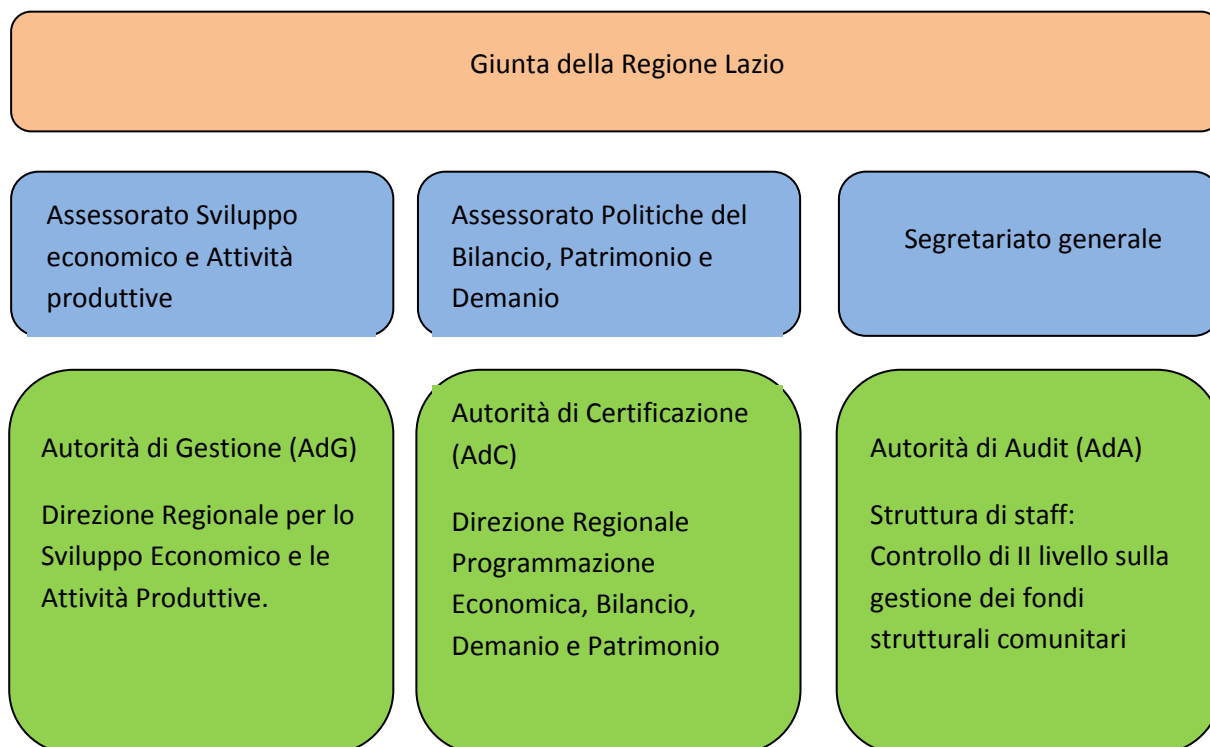 Giunta della Regione Lazio
Assessorato Sviluppo
economico e Attività
produttive
Assessorato Politiche del
Bilancio, Patrimonio e
Demanio
Segretariato generale
Autorità di Gestione (AdG)
Direzione Regionale per lo
Sviluppo Economico e le
Attività Produttive.
Autorità di Certificazione
(AdC)
Direzione Regionale
Programmazione
Economica, Bilancio,
Demanio e Patrimonio
Autorità di Audit (AdA)
Struttura di staff:
Controllo di II livello sulla
gestione dei fondi
strutturali comunitari